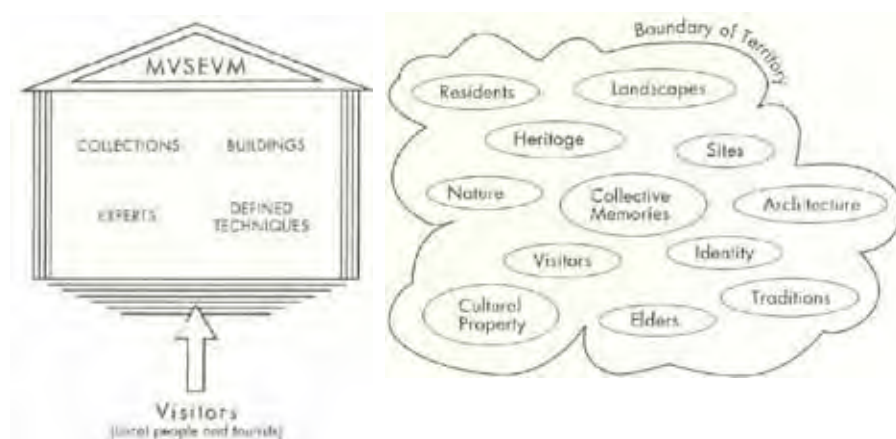 MVSEVM
COLLECTIONS BUILDINGS
EXPERTS DEFINED
TECHNIQUES
Visitors
(Local people and tourists)
Boundary of Territory
Residents Landscapes
Heritage Sites
Nature Collective
Memories Architecture
Visitors Identity
Cultural
Property Elders Traditions